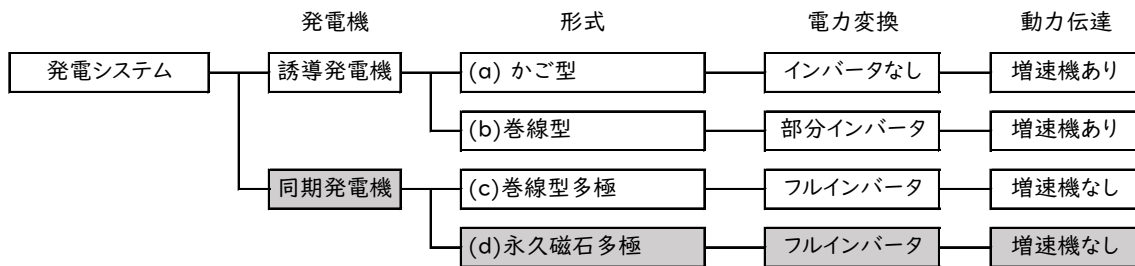 発電機 形式 電力変換 動力伝達
発電システム 誘導発電機 (a) かご型 インバータなし 増速機あり
(b)巻線型 部分インバータ 増速機あり
同期発電機 (c)巻線型多極 フルインバータ 増速機なし
(d)永久磁石多極 フルインバータ 増速機なし